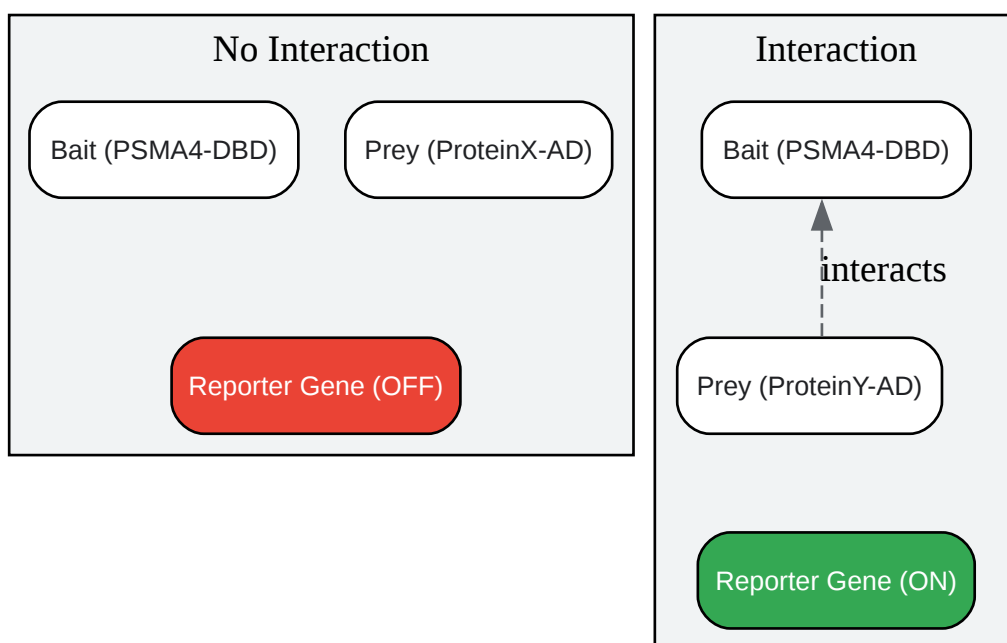 No Interaction
Bait (PSMA4-DBD)
Prey (ProteinX-AD)
Reporter Gene (OFF)
Interaction
Bait (PSMA4-DBD)
interacts
Prey (ProteinY-AD)
Reporter Gene (ON)